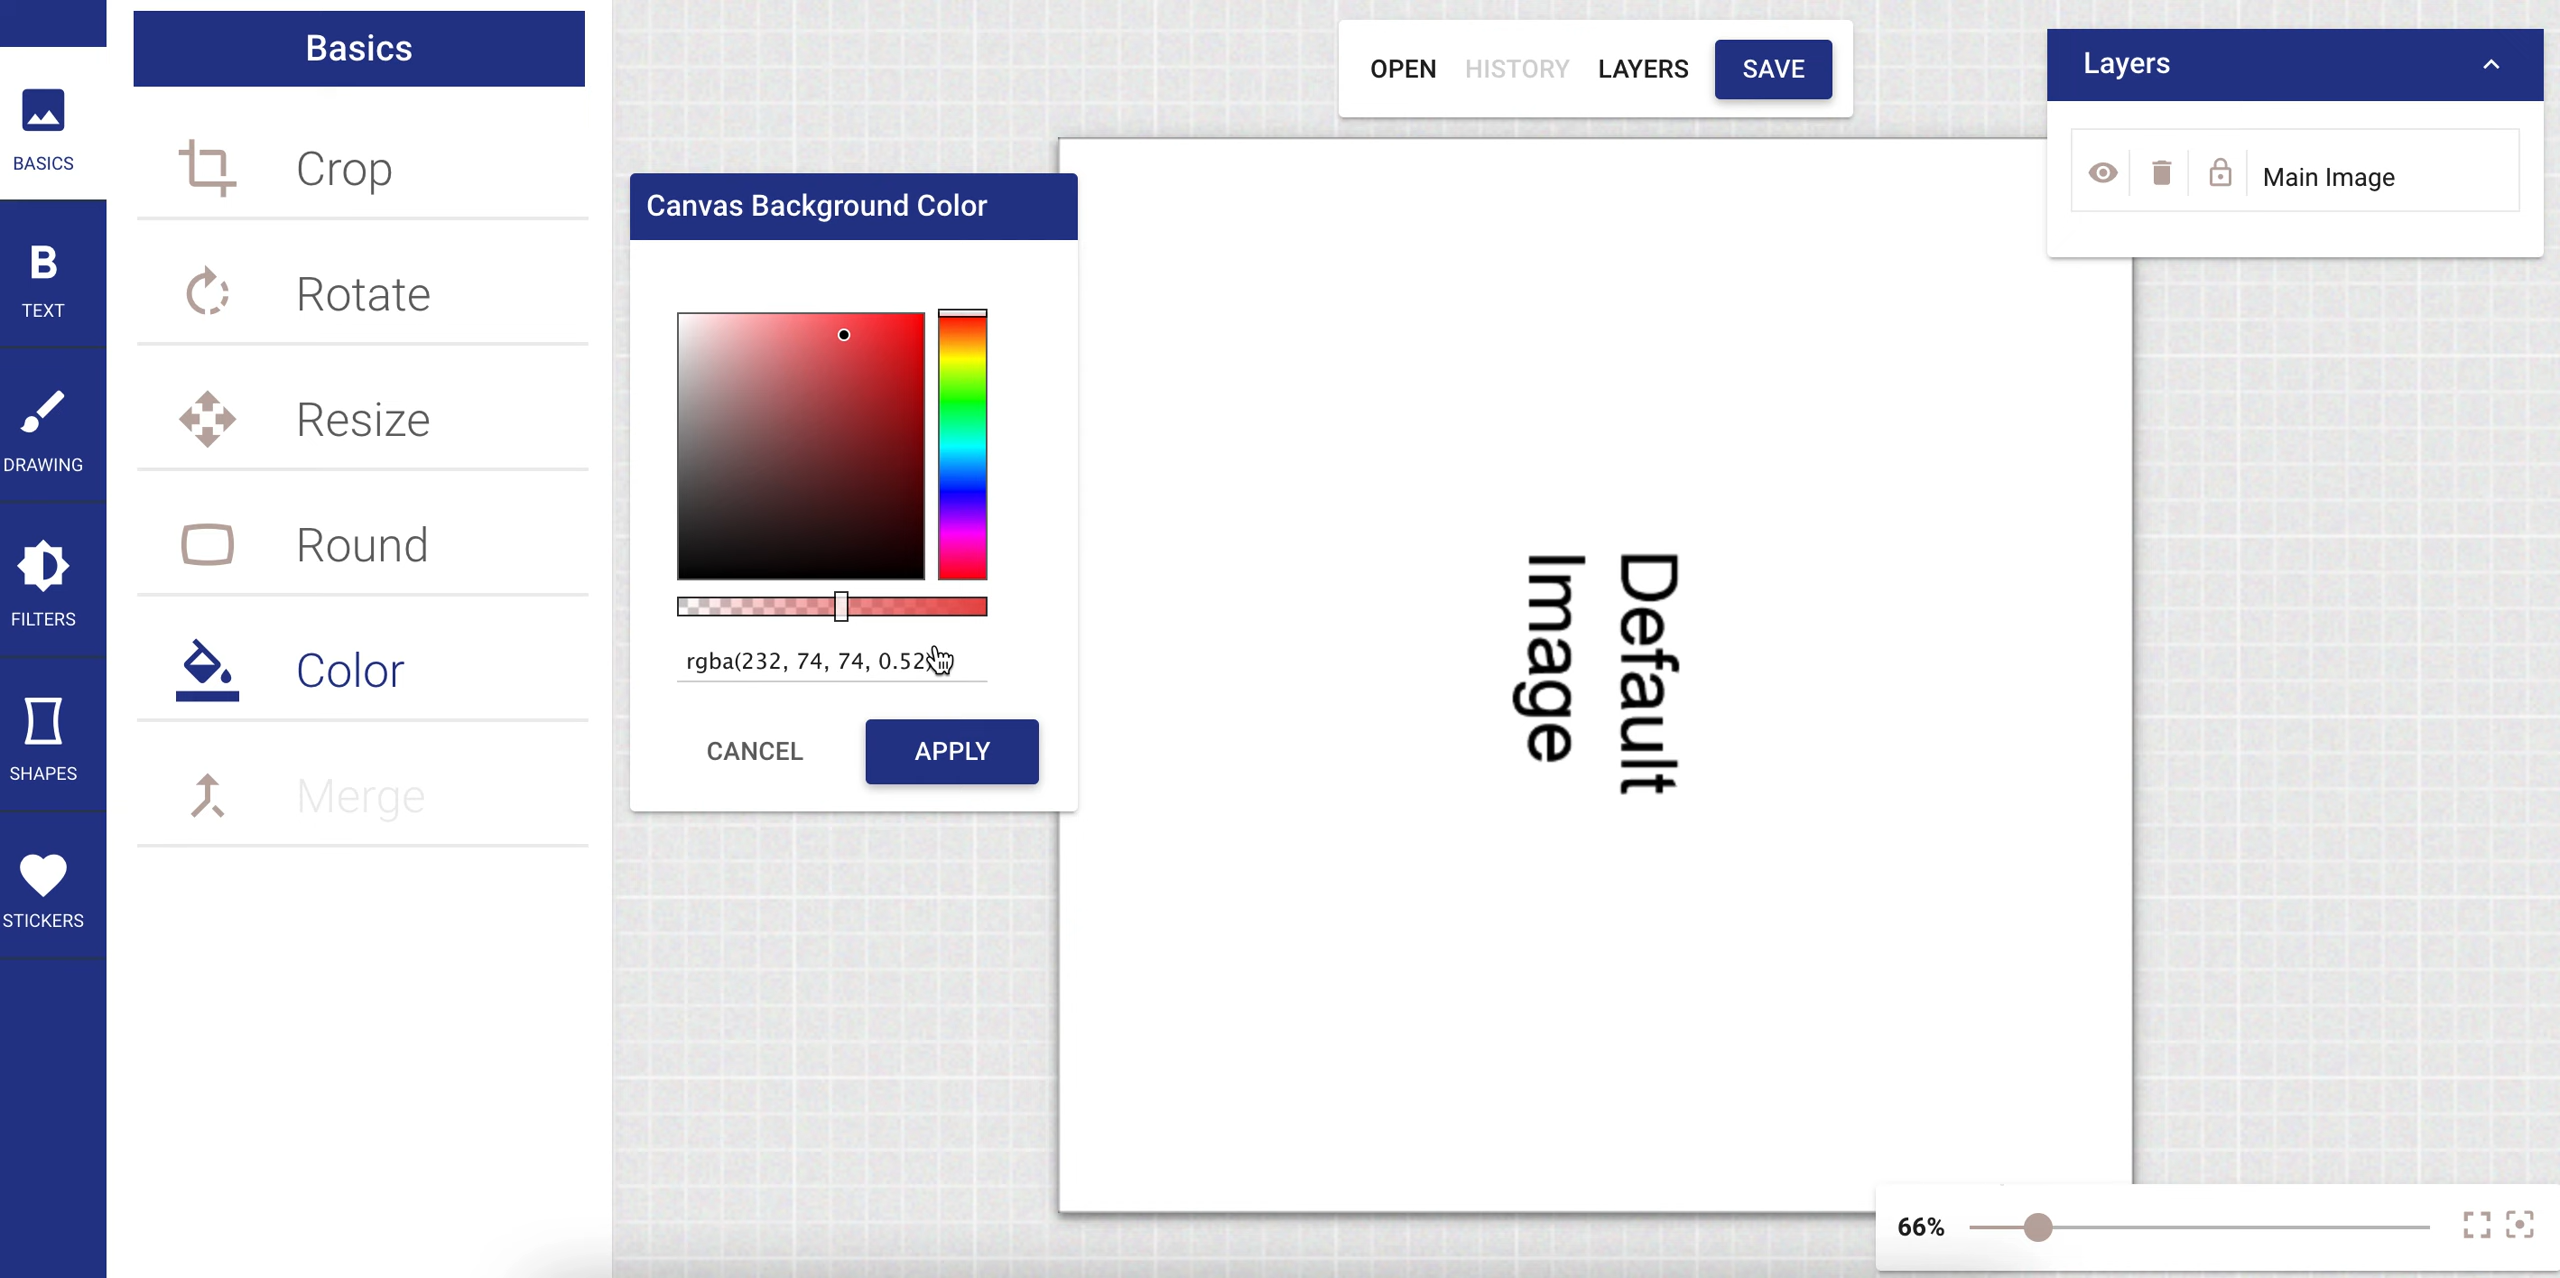 BASICS
B
TEXT
DRAWING
FILTERS
SHAPES
STICKERS
Basics
Crop
Rotate
Resize
Round
Color
Merge
Canvas Background Color
rgba(232, 74, 74, 0.52
CANCEL
APPLY
OPEN
HISTORY
LAYERS
SAVE
Default
Image
Layers
Main Image
66%